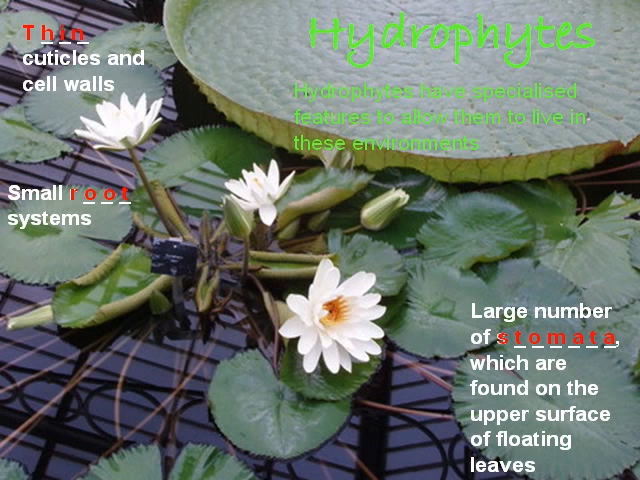 Hydrophytes
Hydrophytes have specialised
features to allow them to live in
these environments
Thin
cuticles and
cell walls
Small root
systems
Large number
of stomata,
which are
found on the
upper surface
of floating
leaves